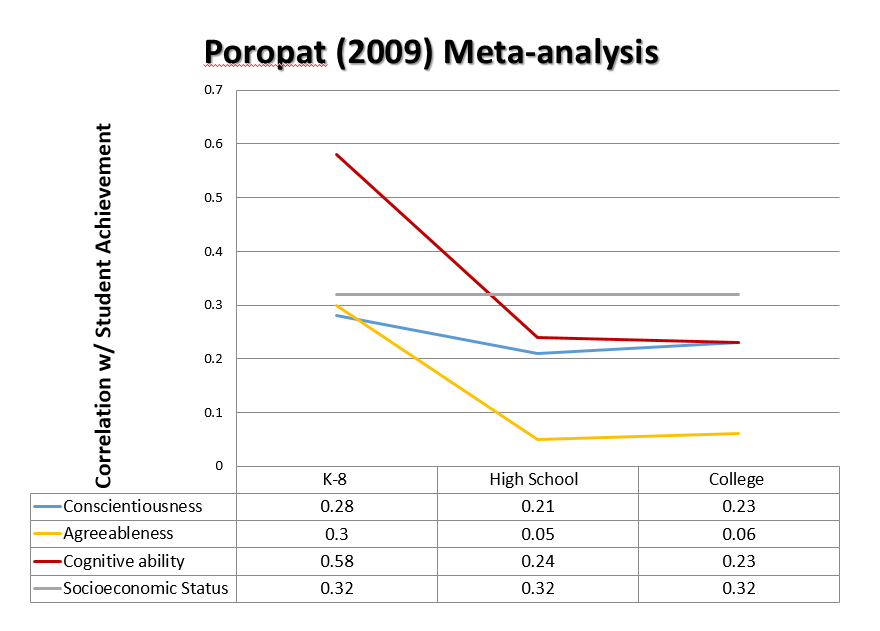 Poropat (2009) Meta-analysis
Correlation w/ Student Achievement
0.7
0.6
0.5
0.4
0.3
0.2
0.1
0
K-8 High School College
Conscientiousness 0.28 0.21 0.23
Agreeableness 0.3 0.05 0.06
Cognitive ability 0.58 0.24 0.23
Socioeconomic Status 0.32 0.32 0.32